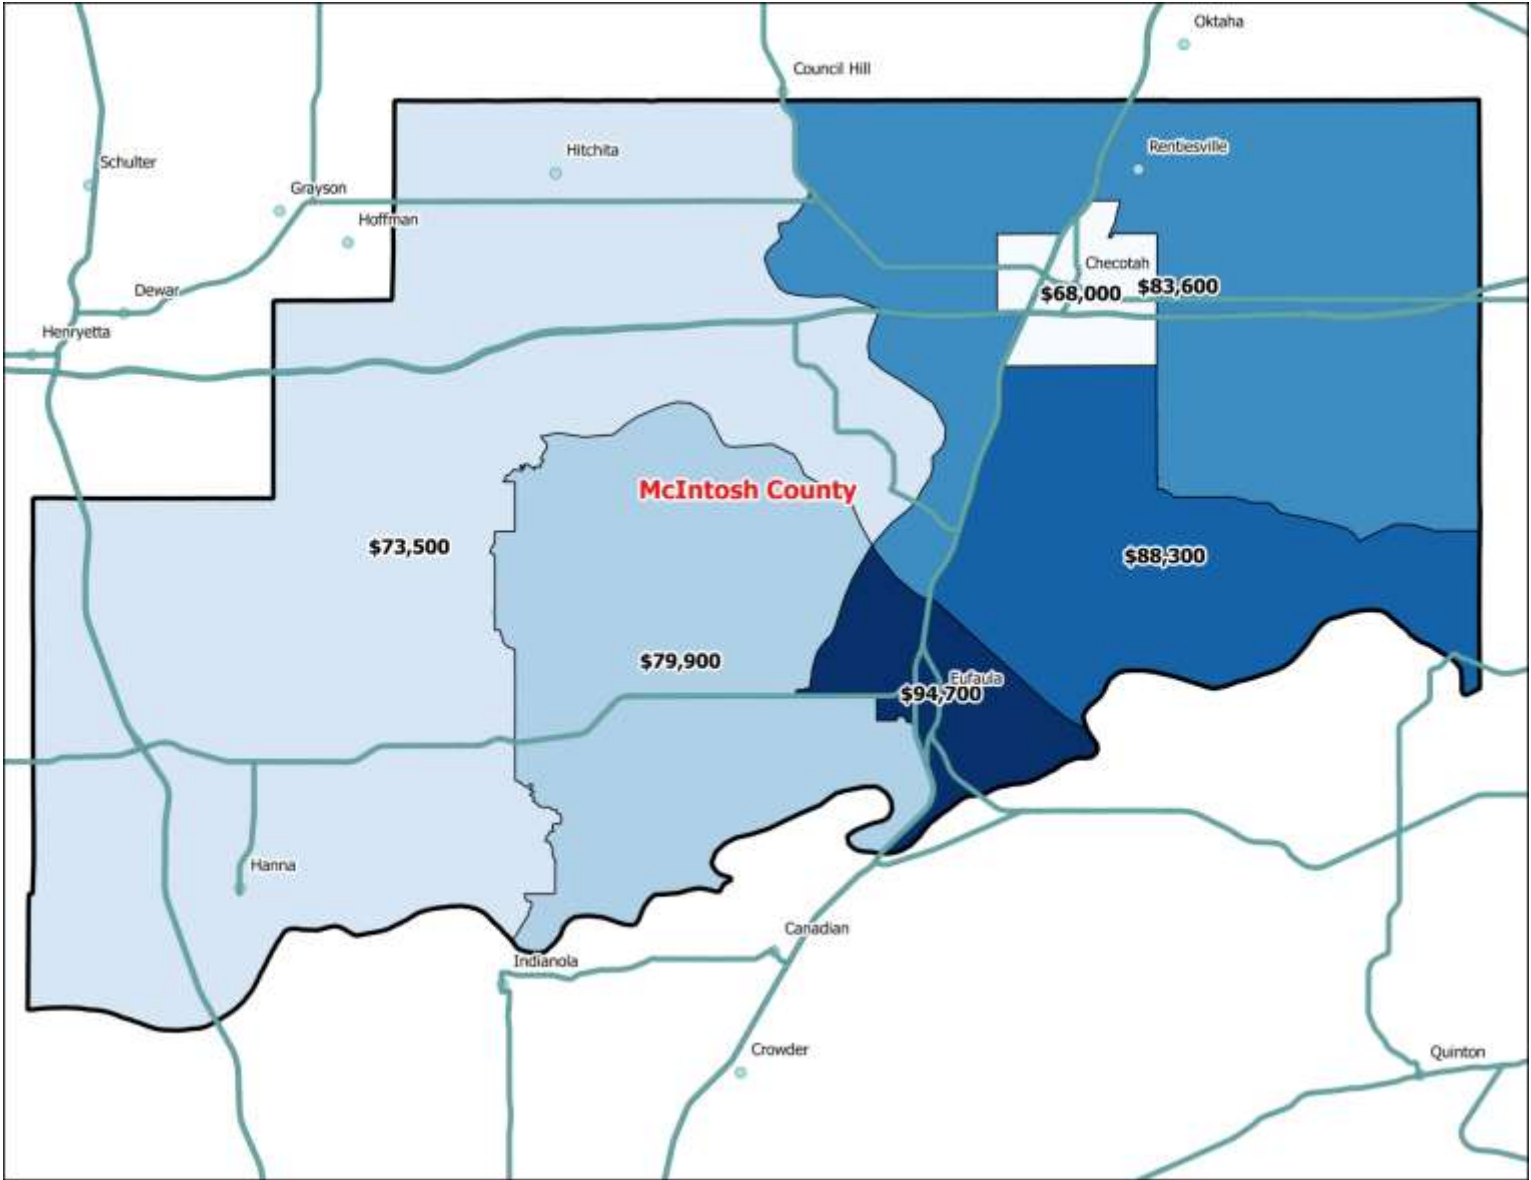 Oktaha
Council Hill
Rentiesville
Hitchita
Schulter
Grayson
Hoffman
Checotah
$68,000
$83,600
Dewar
Henryetta
McIntosh County
$73,500
$88,300
$79,900
Eufaula
$94,700
Hanna
Canadian
Indianola
Crowder
Quinton